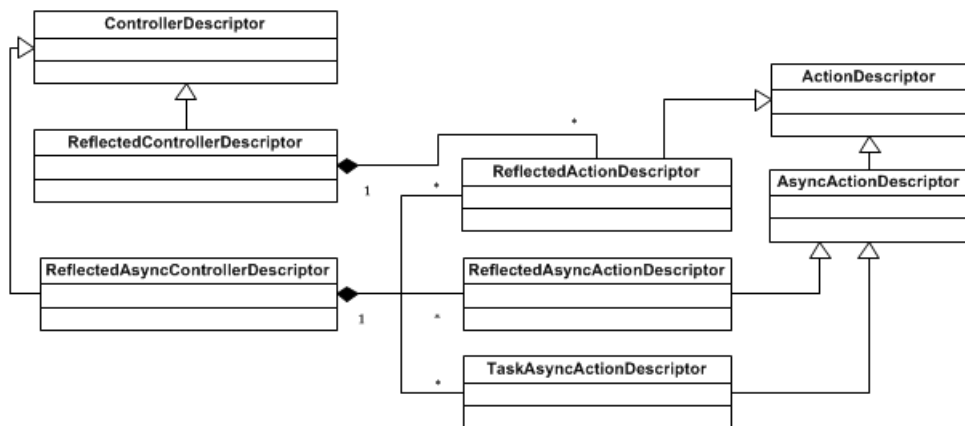 ControllerDescriptor
ActionDescriptor
*
ReflectedControllerDescriptor
ReflectedActionDescriptor
1
*
AsyncActionDescriptor
ReflectedAsyncControllerDescriptor
ReflectedAsyncActionDescriptor
1
*
TaskAsyncActionDescriptor
*